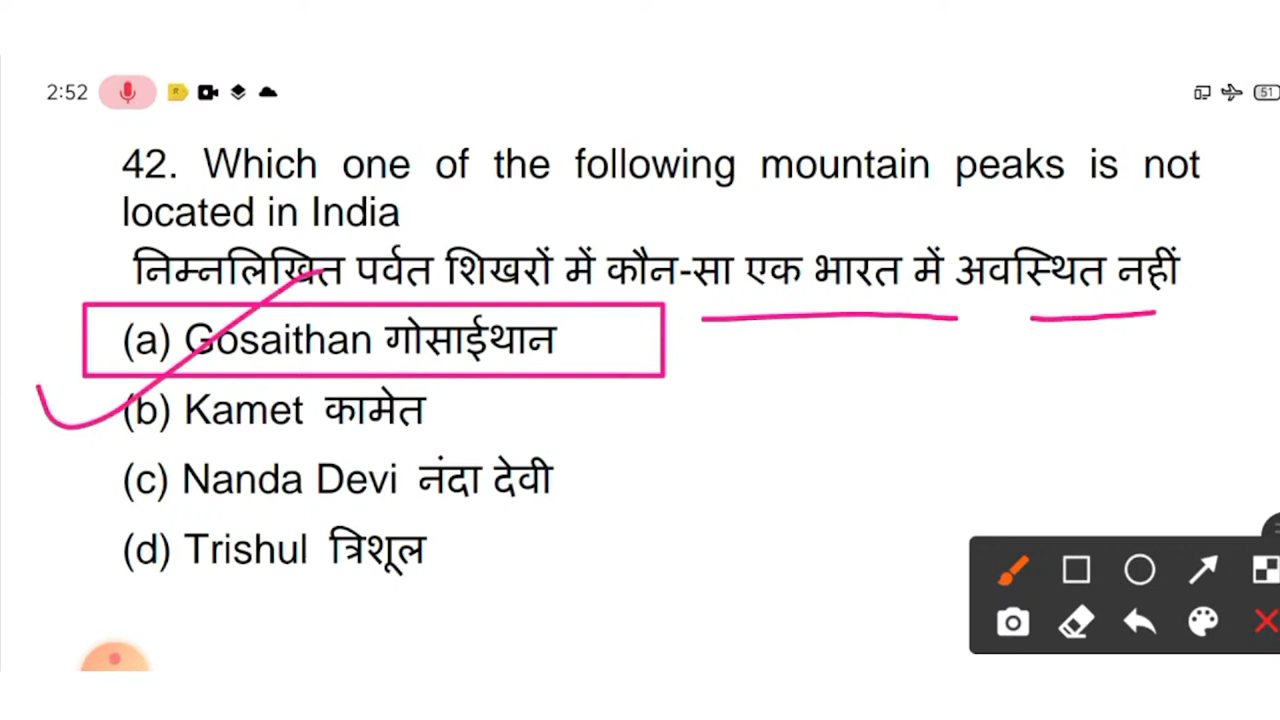 2:52 R 51
42. Which one of the following mountain peaks is not
located in India
निम्नलिखित पर्वत शिखरों में कौन-सा एक भारत में अवस्थित नहीं
(a) Gosaithan गोसाईथान
(b) Kamet कामेत
(c) Nanda Devi नंदा देवी
(d) Trishul त्रिशूल